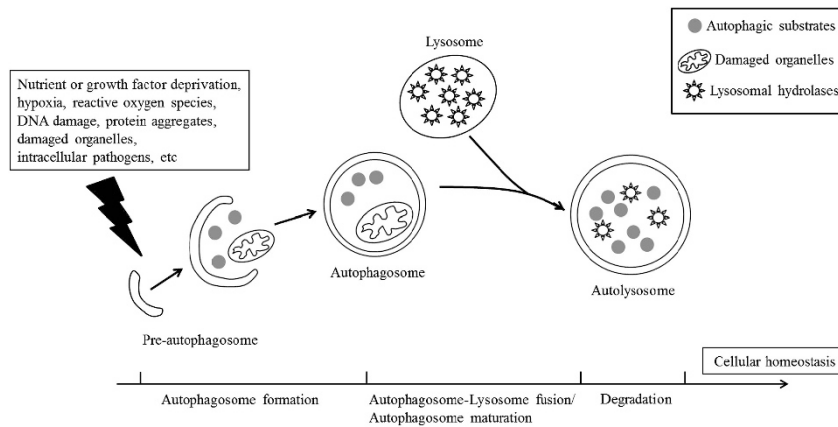 Autophagic substrates
Damaged organelles
Lysosomal hydrolases
Lysosome
Nutrient or growth factor deprivation,
hypoxia, reactive oxygen species,
DNA damage, protein aggregates,
damaged organelles,
intracellular pathogens, etc
Autophagosome
Autolysosome
Pre-autophagosome
Cellular homeostasis
Autophagosome formation
Autophagosome-Lysosome fusion/
Autophagosome maturation
Degradation